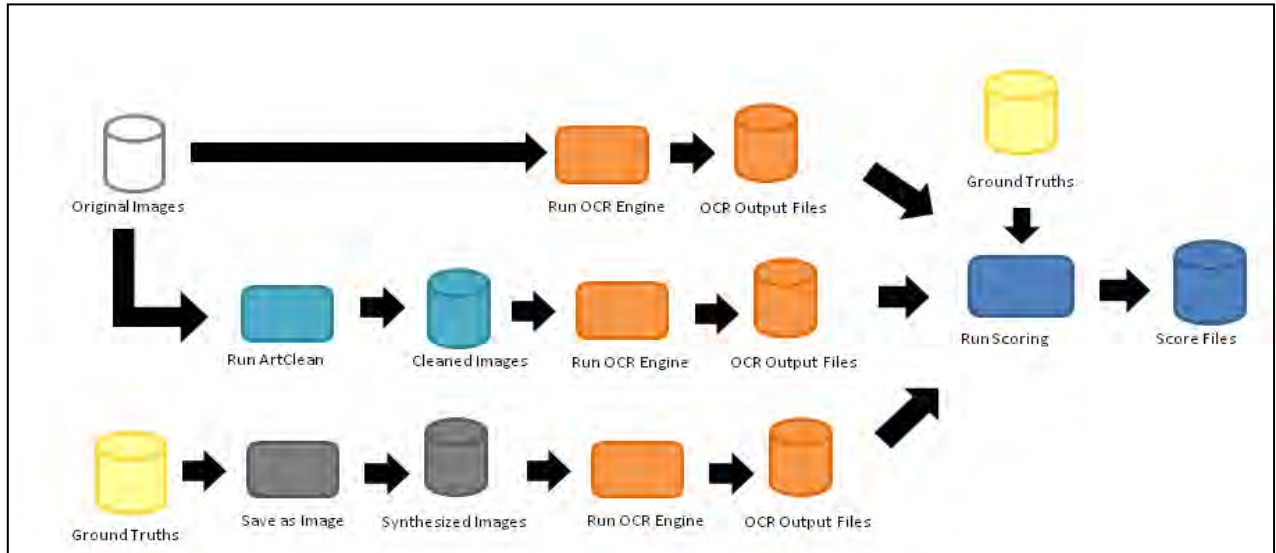 Original Images
Run OCR Engine
OCR Output Files
Ground Truths
Run ArtClean
Cleaned Images
Run OCR Engine
OCR Output Files
Run Scoring
Score Files
Ground Truths
Save as Image
Synthesized Images
Run OCR Engine
OCR Output Files